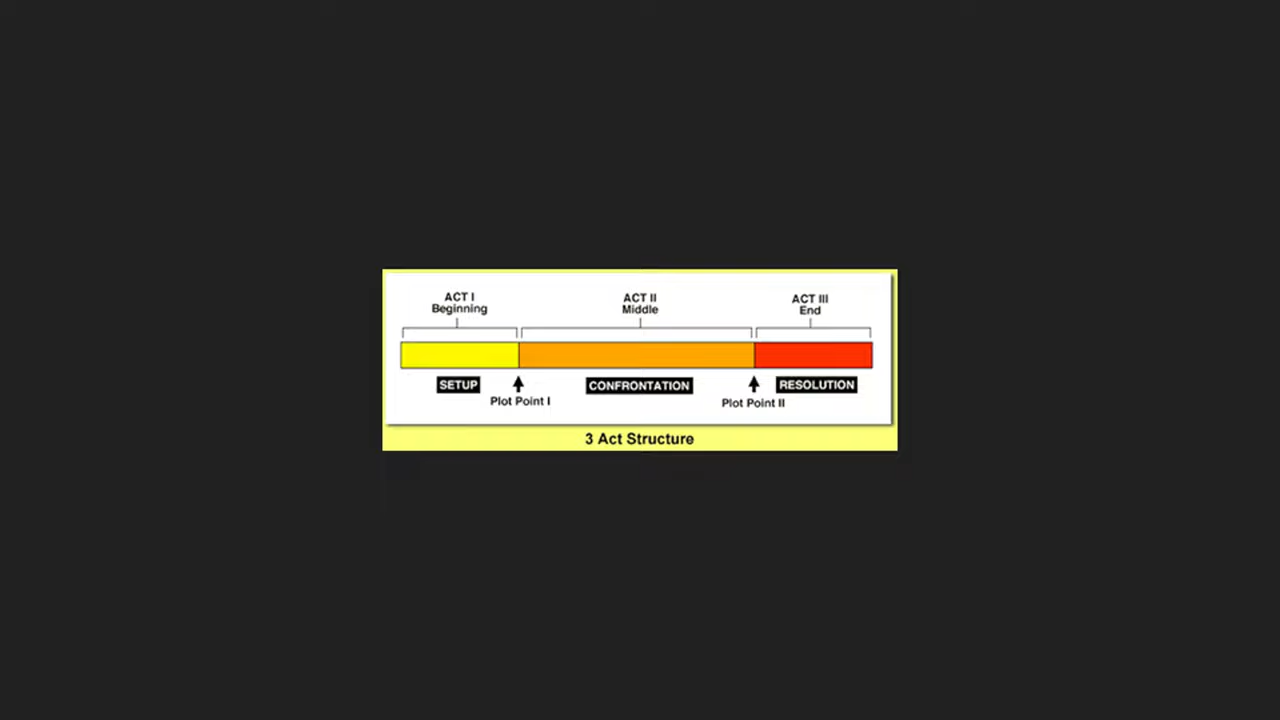 ACT I
Beginning
ACT II
Middle
ACT III
End
SETUP
CONFRONTATION
RESOLUTION
Plot Point I
Plot Point II
3 Act Structure